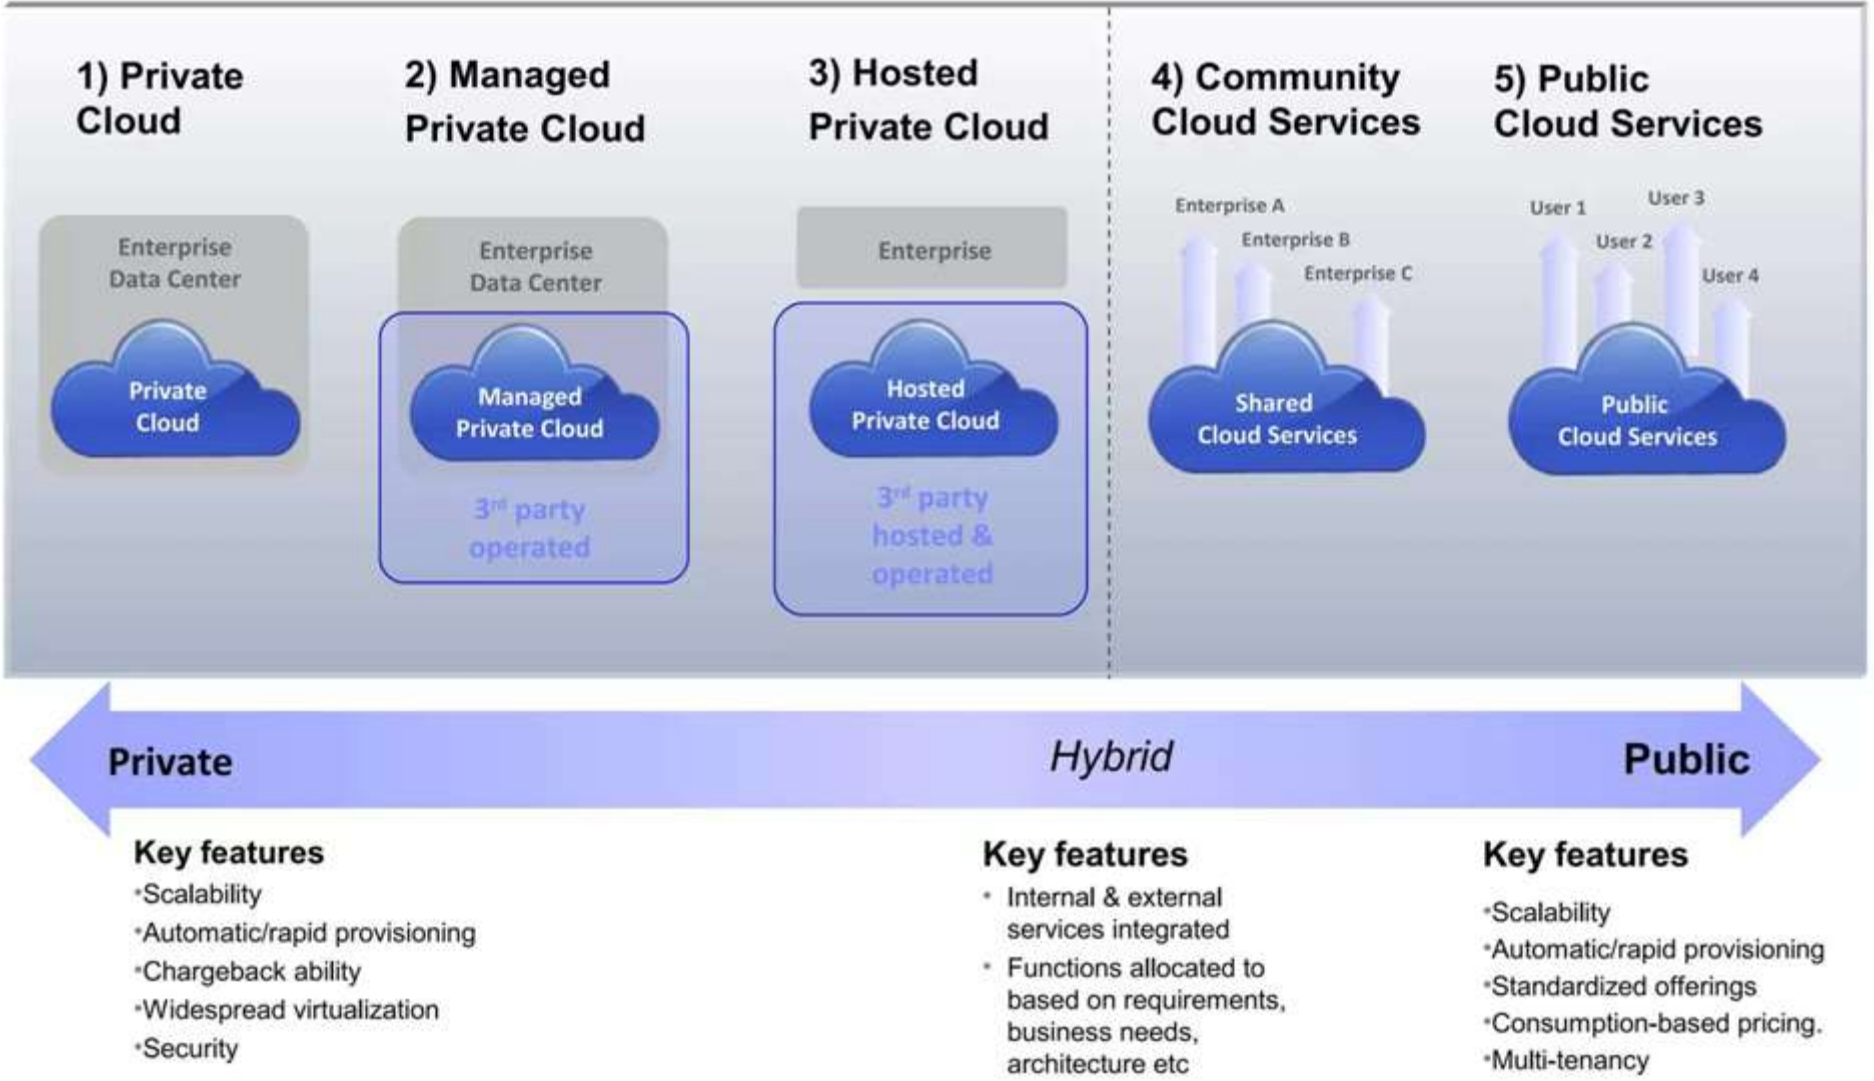 1) Private
Cloud
2) Managed
Private Cloud
3) Hosted
Private Cloud
4) Community
Cloud Services
5) Public
Cloud Services
Enterprise
Data Center
Private
Cloud
Enterprise
Data Center
Managed
Private Cloud
3rd party
operated
Enterprise
Hosted
Private Cloud
3rd party
hosted &
operated
Enterprise A
Enterprise B
Enterprise C
Shared
Cloud Services
User 1
User 2
User 3
User 4
Public
Cloud Services
Private
Hybrid
Public
Key features
•Scalability
•Automatic/rapid provisioning
•Chargeback ability
•Widespread virtualization
•Security
Key features
• Internal & external
services integrated
• Functions allocated to
based on requirements,
business needs,
architecture etc
Key features
•Scalability
•Automatic/rapid provisioning
•Standardized offerings
•Consumption-based pricing.
•Multi-tenancy